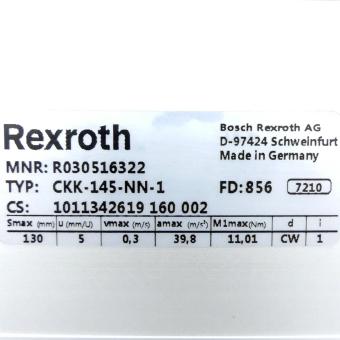 Rexroth
Bosch Rexroth AG
D-97424 Schweinfurt
Made in Germany
MNR: R030516322
TYP: CKK-145-NN-1 FD: 856 7210
CS: 1011342619 160 002
Smax (mm) u (mm/U) vmax (m/s) amax (m/s²) M1max(Nm) d i
130 5 0,3 39,8 11,01 CW 1